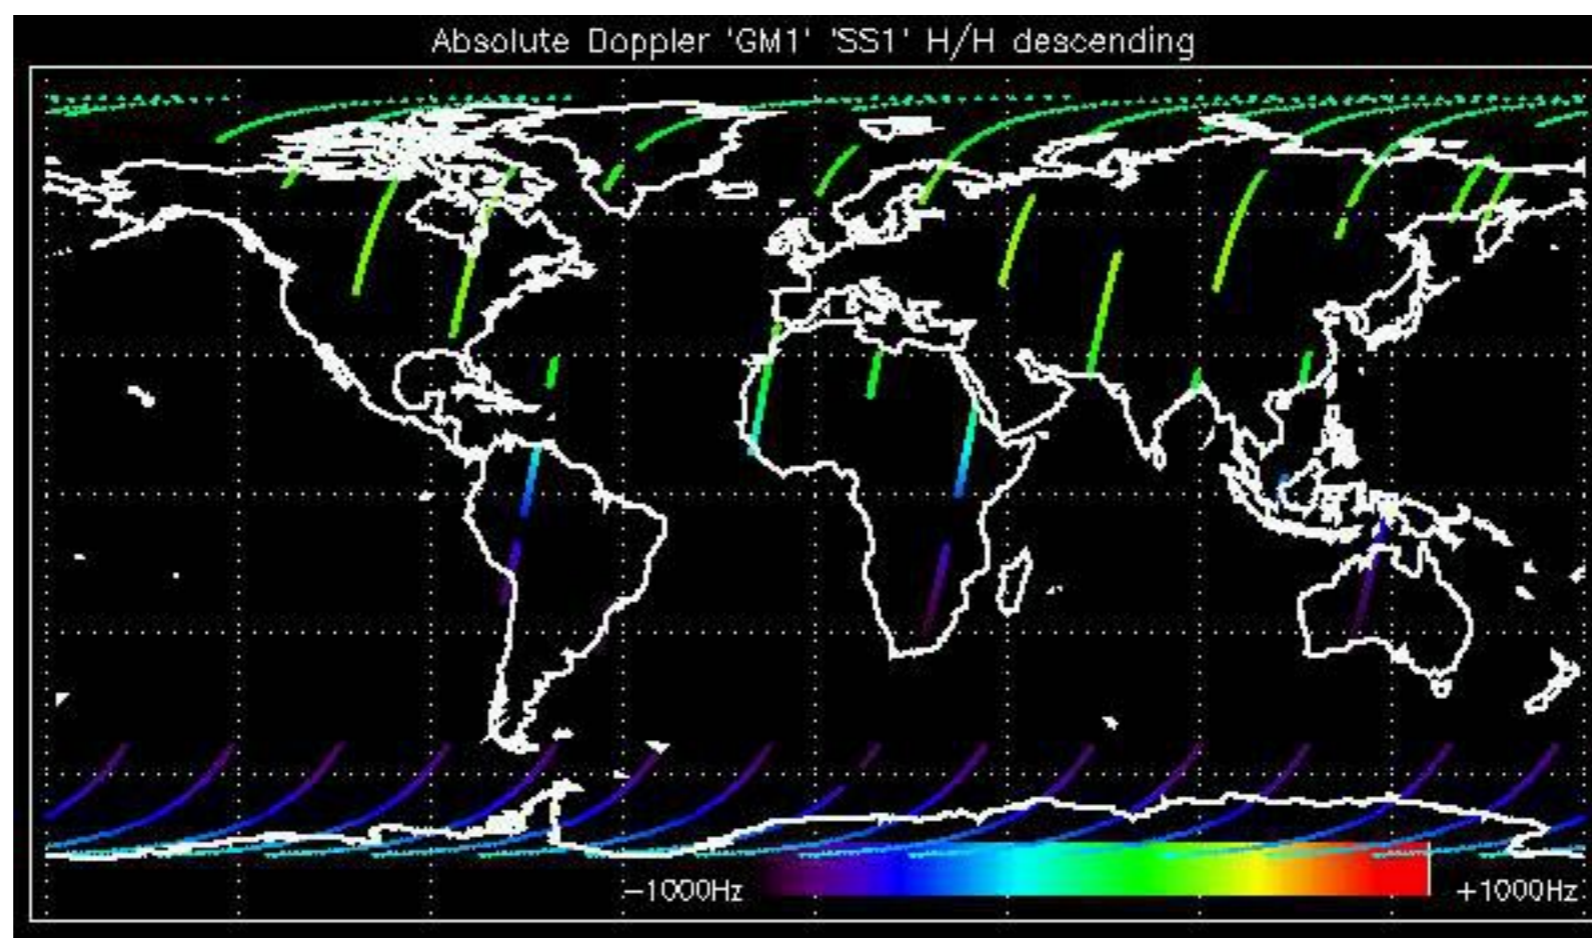 Absolute Doppler 'GM1' 'SS1' H/H descending
-1000Hz
+1000Hz